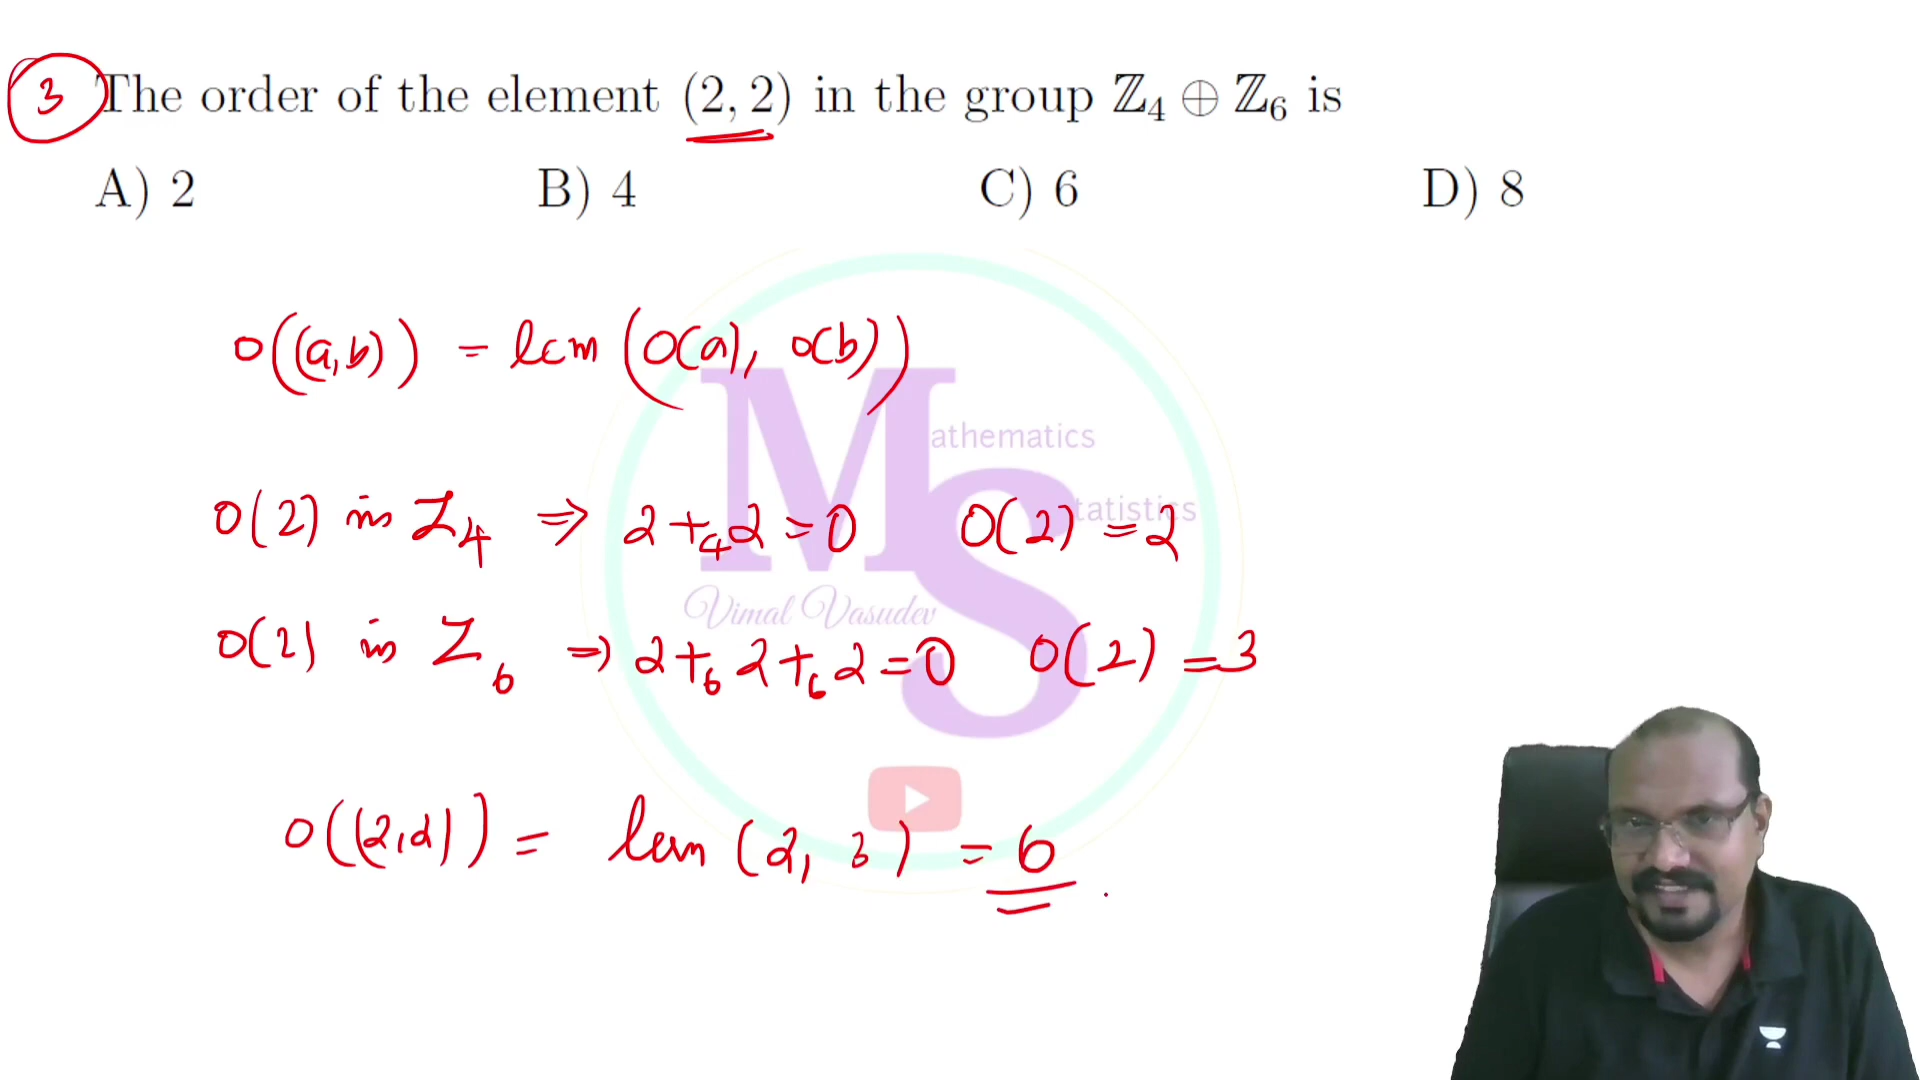 3 The order of the element (2, 2) in the group ℤ₄ ⊕ ℤ₆ is
A) 2 B) 4 C) 6 D) 8
O((a,b)) = lcm (O(a), O(b))
Mathematics
O(2) in Z₄ ⇒ 2 +₄ 2 = 0 O(2) = 2
Statistics
Vimal Vasudev
O(2) in Z₆ ⇒ 2 +₆ 2 +₆ 2 = 0 O(2) = 3
O((2,2)) = lcm (2, 3) = 6